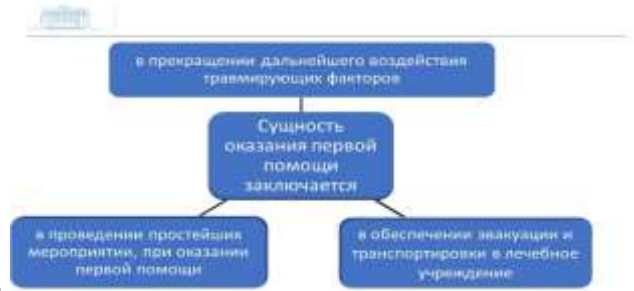 в прекращении дальнейшего воздействия
травмирующих факторов
Сущность
оказания первой
помощи
заключается
в проведении простейших
мероприятии, при оказании
первой помощи
в обеспечении эвакуации и
транспортировки в лечебное
учреждение